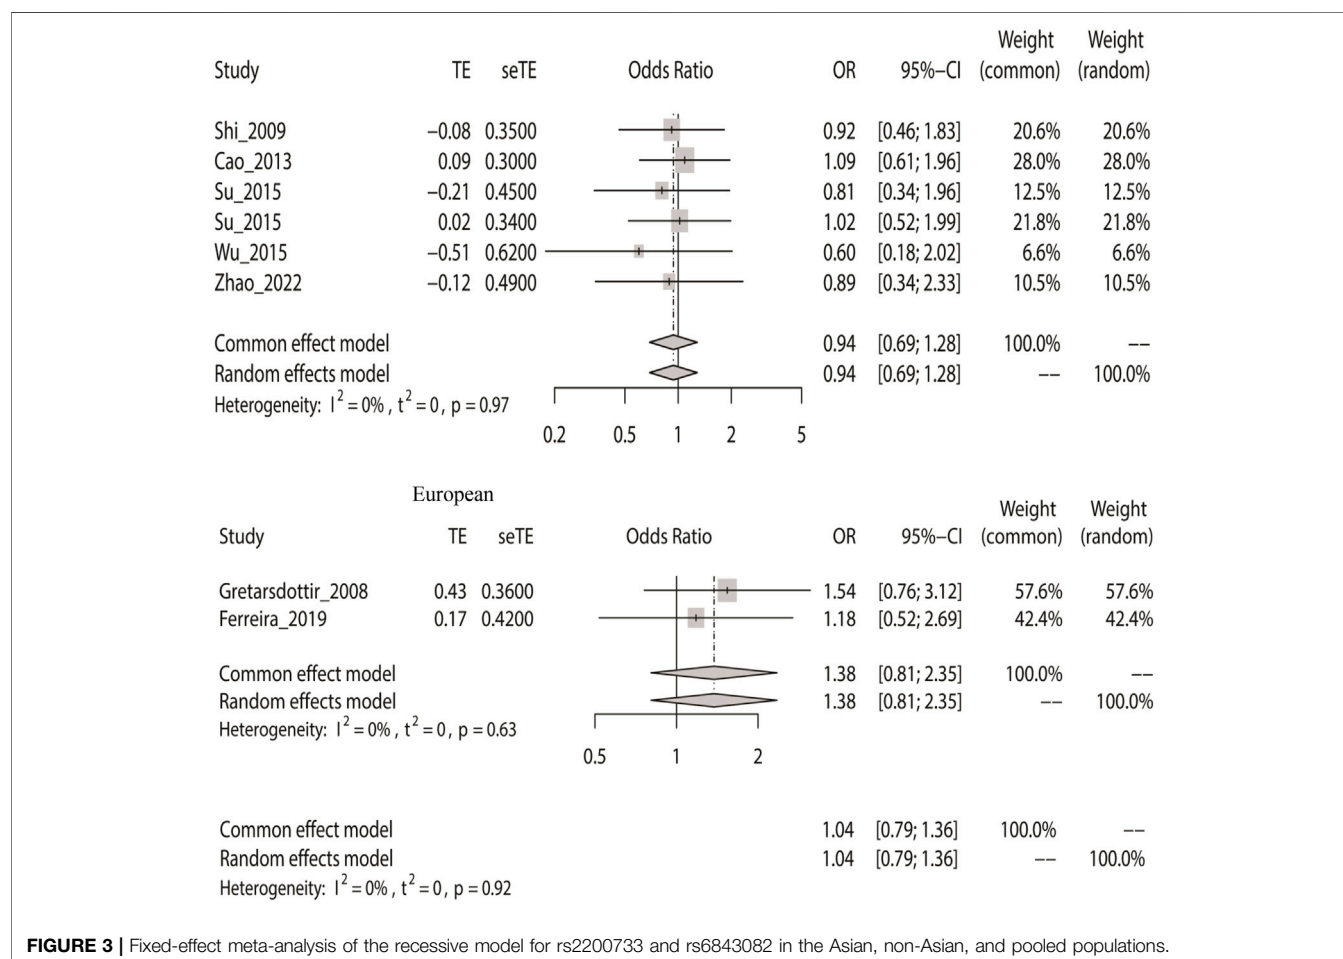 Weight Weight
Study TE seTE Odds Ratio OR 95%–CI (common) (random)
Shi_2009 −0.08 0.3500 0.92 [0.46; 1.83] 20.6% 20.6%
Cao_2013 0.09 0.3000 1.09 [0.61; 1.96] 28.0% 28.0%
Su_2015 −0.21 0.4500 0.81 [0.34; 1.96] 12.5% 12.5%
Su_2015 0.02 0.3400 1.02 [0.52; 1.99] 21.8% 21.8%
Wu_2015 −0.51 0.6200 0.60 [0.18; 2.02] 6.6% 6.6%
Zhao_2022 −0.12 0.4900 0.89 [0.34; 2.33] 10.5% 10.5%
Common effect model 0.94 [0.69; 1.28] 100.0% −−
Random effects model 0.94 [0.69; 1.28] −− 100.0%
Heterogeneity: I² = 0% , t² = 0 , p = 0.97
0.2 0.5 1 2 5
European
Weight Weight
Study TE seTE Odds Ratio OR 95%–CI (common) (random)
Gretarsdottir_2008 0.43 0.3600 1.54 [0.76; 3.12] 57.6% 57.6%
Ferreira_2019 0.17 0.4200 1.18 [0.52; 2.69] 42.4% 42.4%
Common effect model 1.38 [0.81; 2.35] 100.0% −−
Random effects model 1.38 [0.81; 2.35] −− 100.0%
Heterogeneity: I² = 0% , t² = 0 , p = 0.63
0.5 1 2
Common effect model 1.04 [0.79; 1.36] 100.0% −−
Random effects model 1.04 [0.79; 1.36] −− 100.0%
Heterogeneity: I² = 0% , t² = 0 , p = 0.92
FIGURE 3 | Fixed-effect meta-analysis of the recessive model for rs2200733 and rs6843082 in the Asian, non-Asian, and pooled populations.